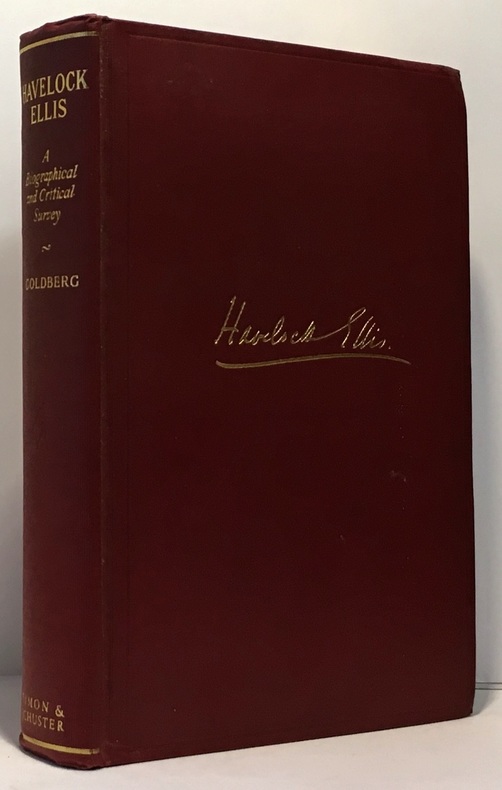 HAVELOCK
ELLIS
A
Biographical
and Critical
Survey
~
GOLDBERG
SIMON &
SCHUSTER
Havelock Ellis.